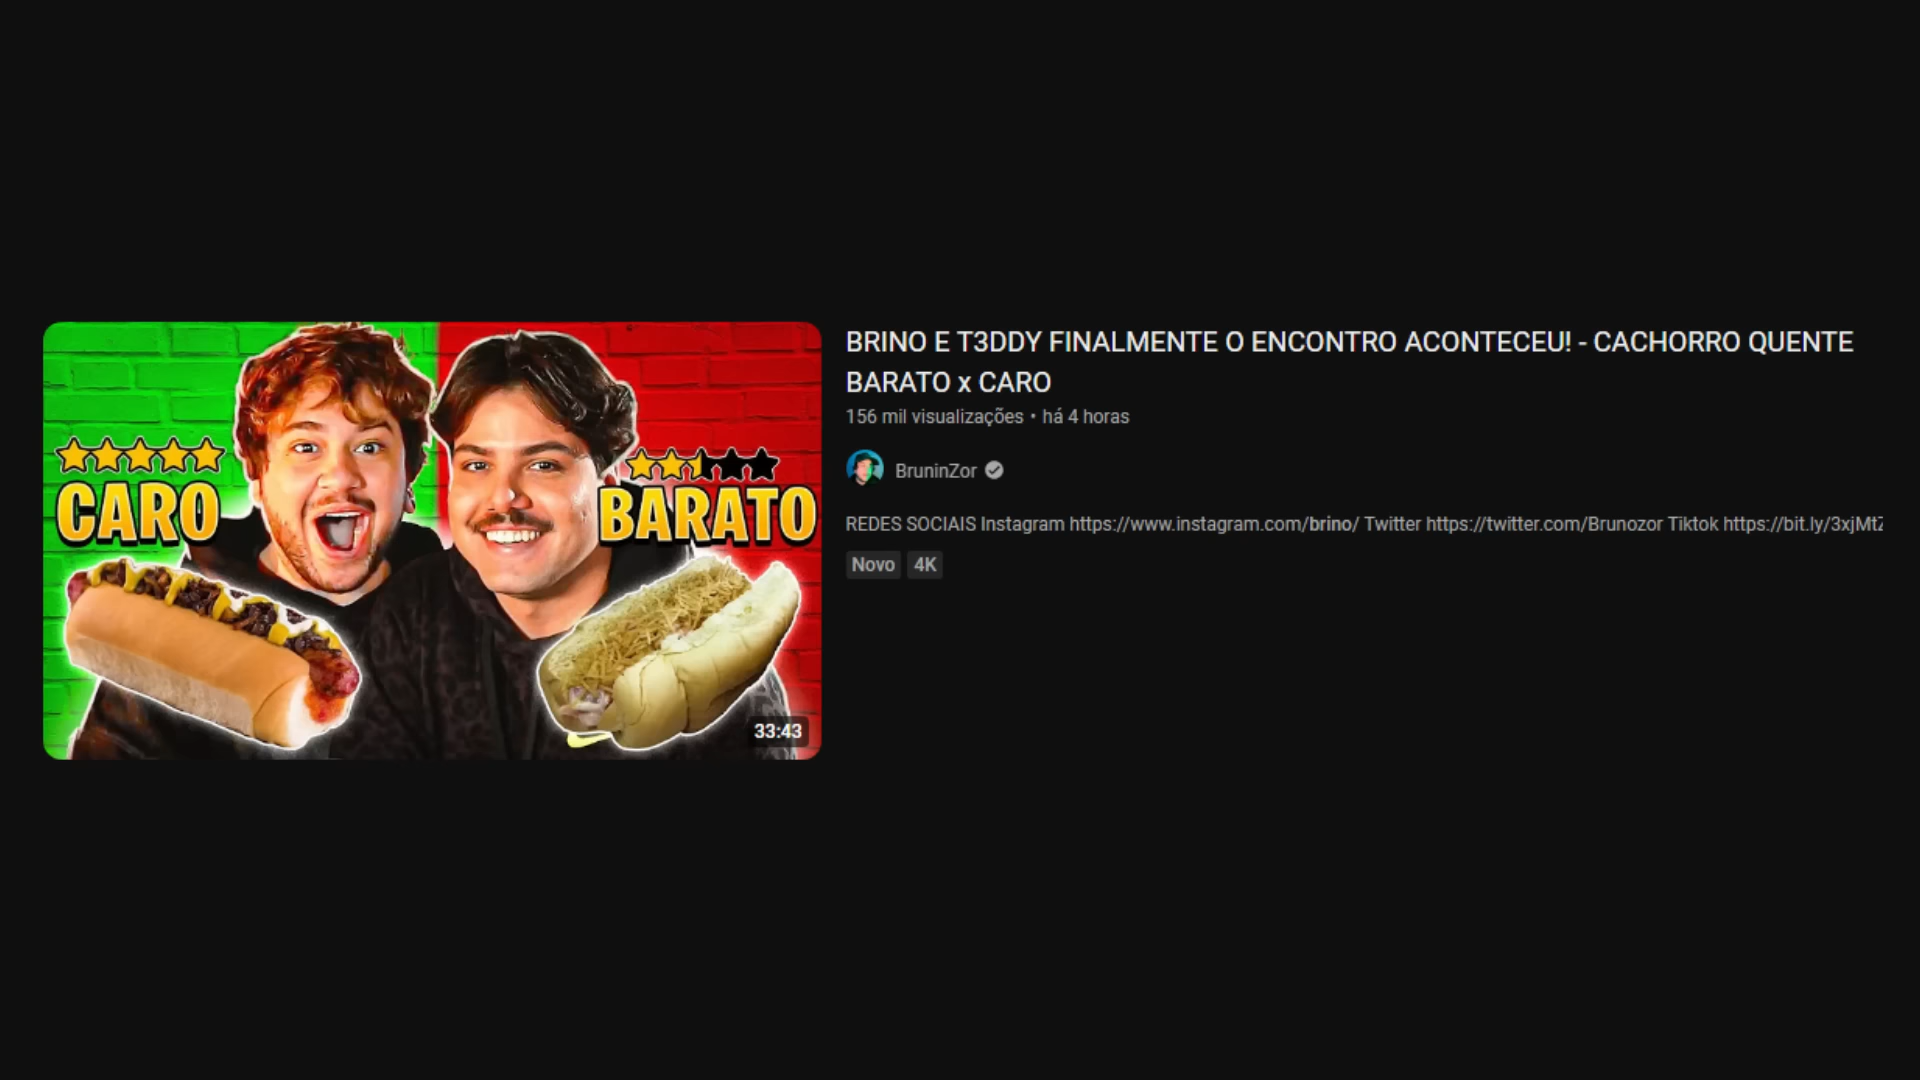 CARO
BARATO
33:43
BRINO E T3DDY FINALMENTE O ENCONTRO ACONTECEU! - CACHORRO QUENTE
BARATO x CARO
156 mil visualizações • há 4 horas
BruninZor
REDES SOCIAIS Instagram https://www.instagram.com/brino/ Twitter https://twitter.com/Brunozor Tiktok https://bit.ly/3xjMtZ
Novo 4K